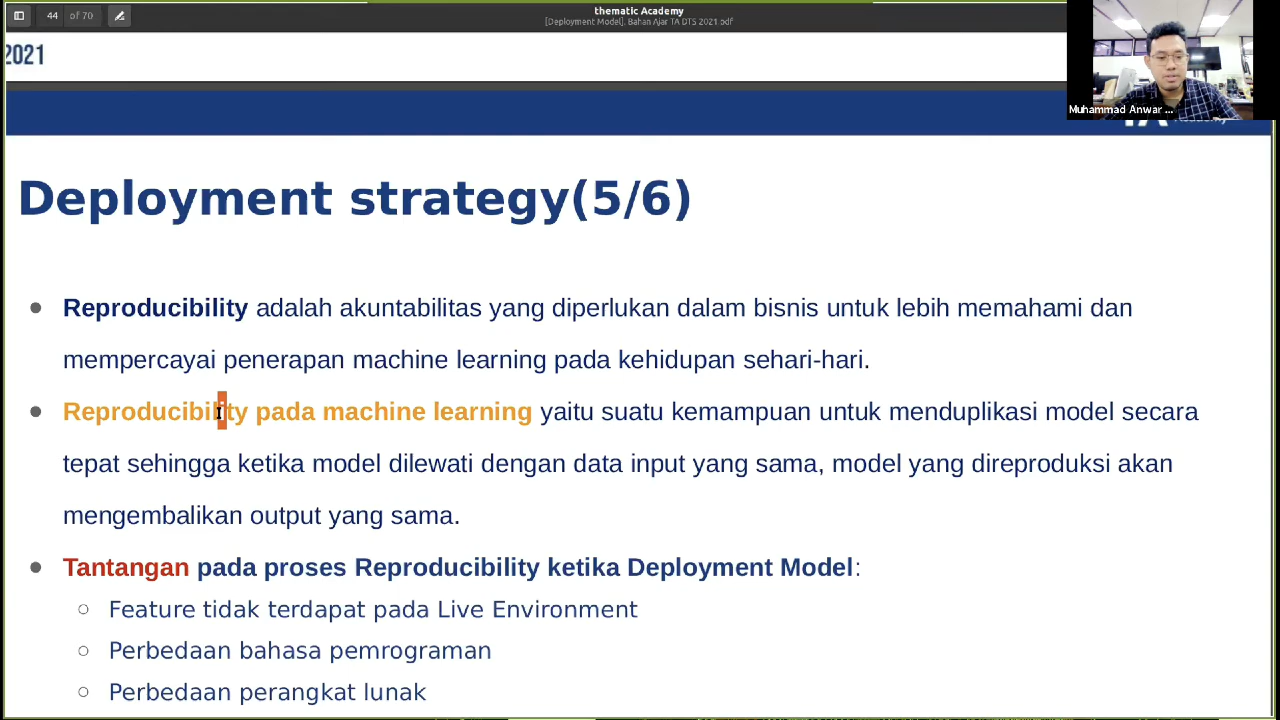 44 of 70
thematic Academy
[Deployment Model]. Bahan Ajar TA DTS 2021.pdf
2021
Muhammad Anwar ...
Deployment strategy(5/6)
Reproducibility adalah akuntabilitas yang diperlukan dalam bisnis untuk lebih memahami dan
mempercayai penerapan machine learning pada kehidupan sehari-hari.
Reproducibility pada machine learning yaitu suatu kemampuan untuk menduplikasi model secara
tepat sehingga ketika model dilewati dengan data input yang sama, model yang direproduksi akan
mengembalikan output yang sama.
Tantangan pada proses Reproducibility ketika Deployment Model:
Feature tidak terdapat pada Live Environment
Perbedaan bahasa pemrograman
Perbedaan perangkat lunak